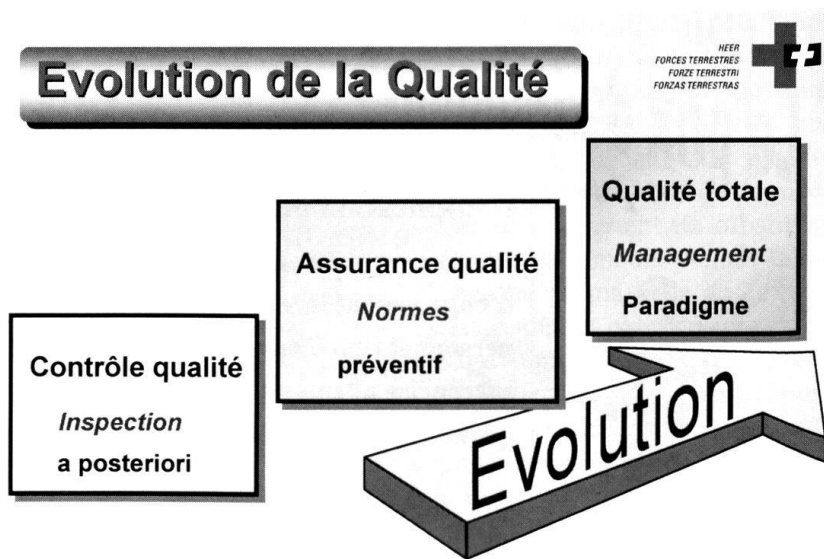 Evolution de la Qualité
HEER
FORCES TERRESTRES
FORZE TERRESTRI
FORZAS TERRESTRAS
Contrôle qualité
Inspection
a posteriori
Assurance qualité
Normes
préventif
Qualité totale
Management
Paradigme
Evolution